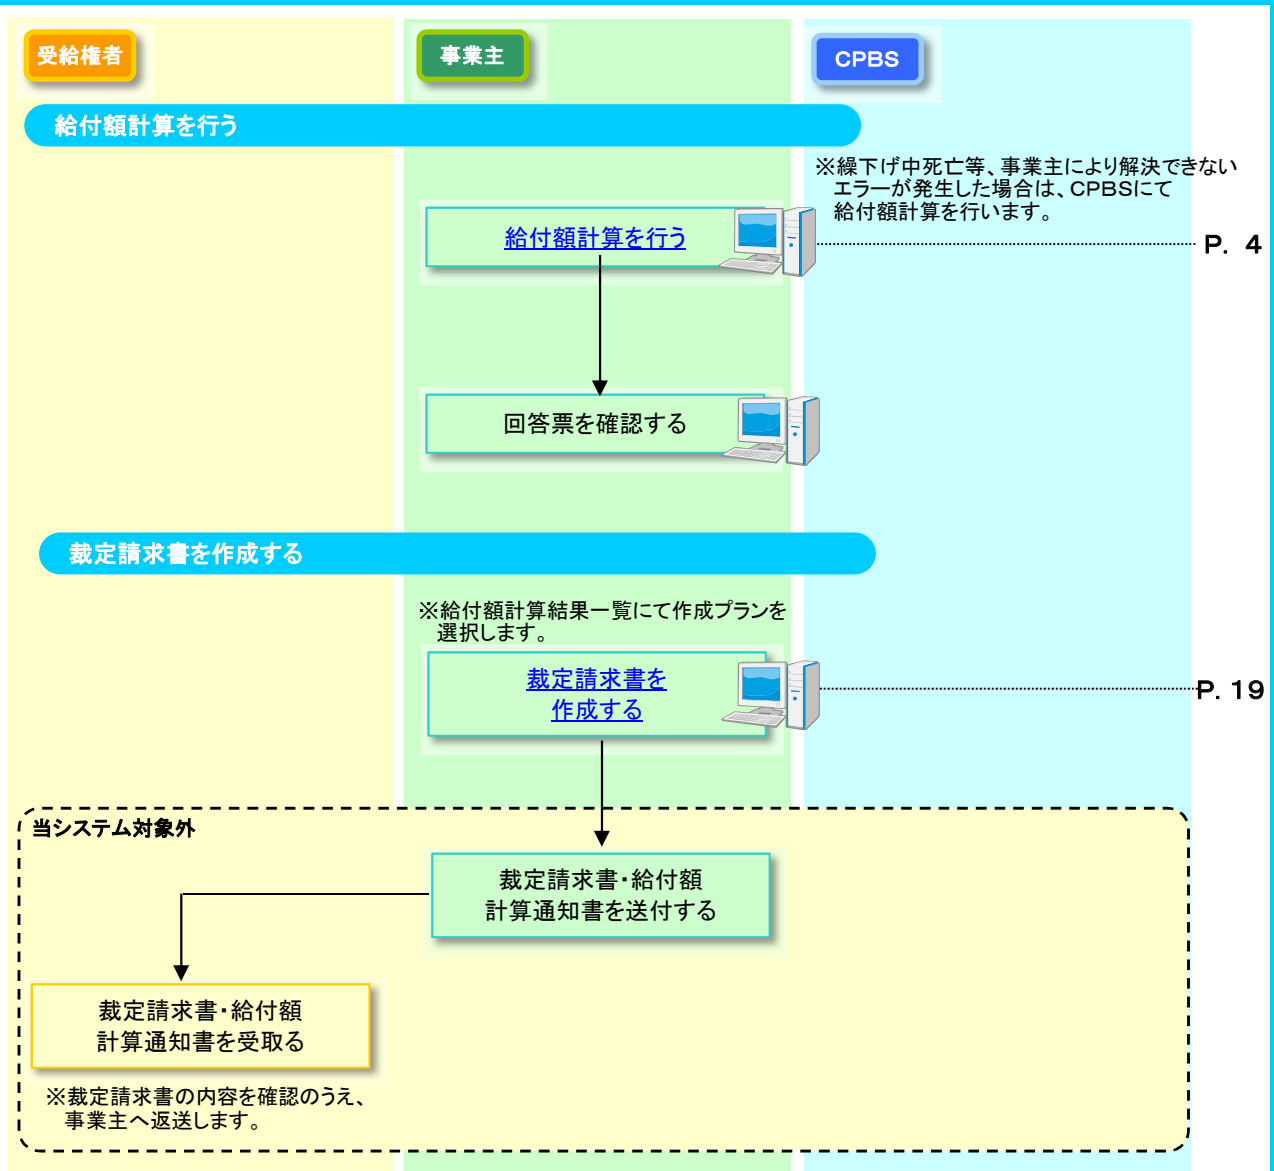 受給権者
事業主
CPBS
給付額計算を行う
※繰下げ中死亡等、事業主により解決できない
エラーが発生した場合は、CPBSにて
給付額計算を行います。
給付額計算を行う
P. 4
回答票を確認する
裁定請求書を作成する
※給付額計算結果一覧にて作成プランを
選択します。
裁定請求書を
作成する
P. 19
当システム対象外
裁定請求書・給付額
計算通知書を送付する
裁定請求書・給付額
計算通知書を受取る
※裁定請求書の内容を確認のうえ、
事業主へ返送します。